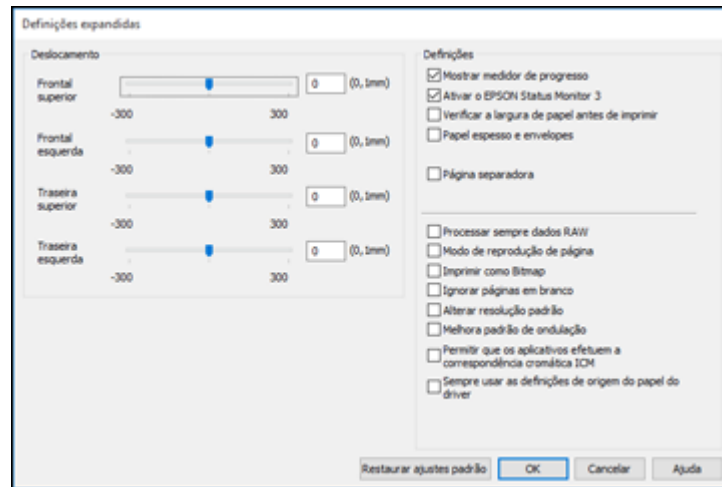 Definições expandidas
Deslocamento
Frontal
superior
0 (0,1mm)
-300 300
Frontal
esquerda
0 (0,1mm)
-300 300
Traseira
superior
0 (0,1mm)
-300 300
Traseira
esquerda
0 (0,1mm)
-300 300
Definições
Mostrar medidor de progresso
Ativar o EPSON Status Monitor 3
Verificar a largura de papel antes de imprimir
Papel espesso e envelopes
Página separadora
Processar sempre dados RAW
Modo de reprodução de página
Imprimir como Bitmap
Ignorar páginas em branco
Alterar resolução padrão
Melhora padrão de ondulação
Permitir que os aplicativos efetuem a
correspondência cromática ICM
Sempre usar as definições de origem do papel do
driver
Restaurar ajustes padrão OK Cancelar Ajuda